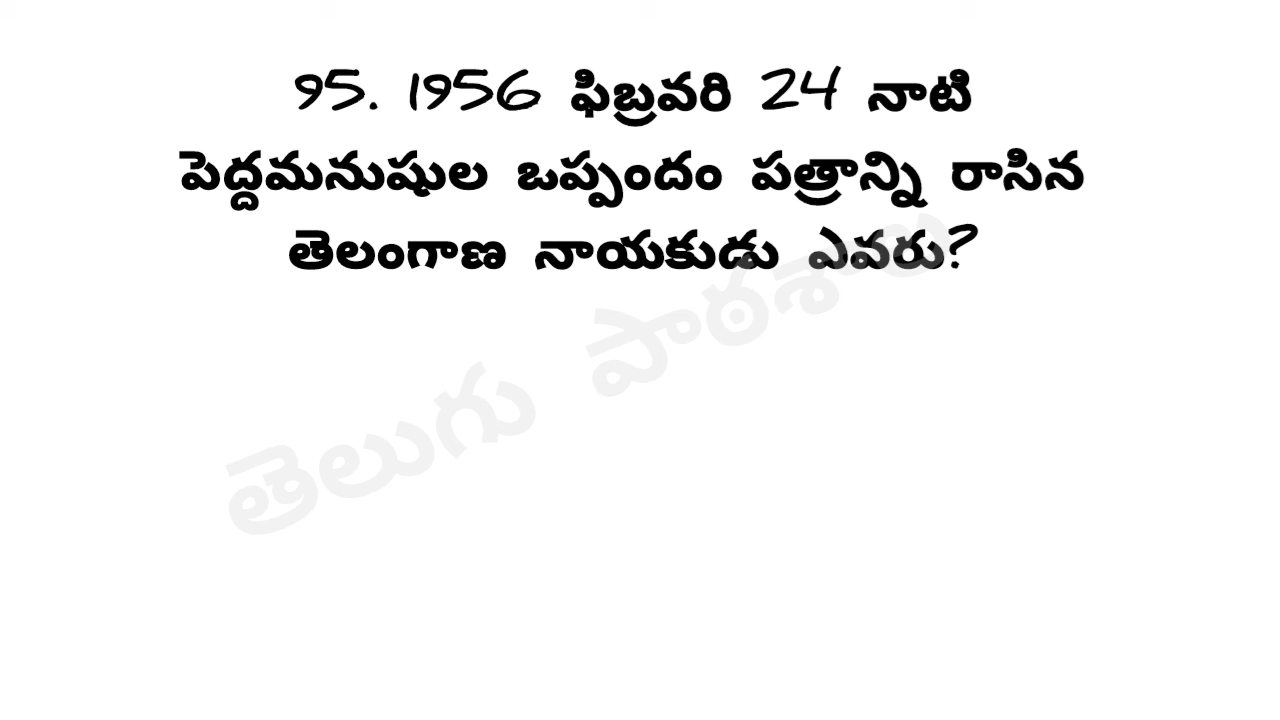 95. 1956 ఫిబ్రవరి 24 నాటి
పెద్దమనుషుల ఒప్పందం పత్రాన్ని రాసిన
తెలంగాణ నాయకుడు ఎవరు?
తెలుగు పాఠశాల